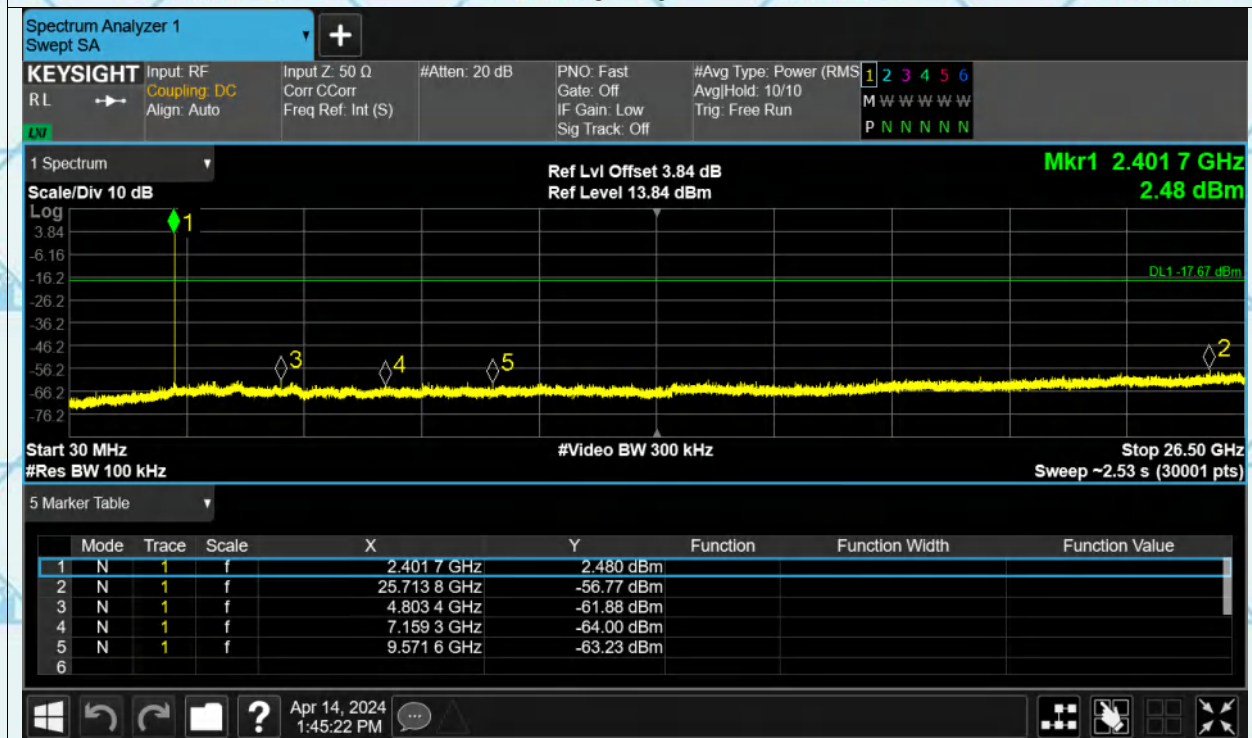 Spectrum Analyzer 1
Swept SA
+
KEYSIGHT
RL
LXI
Input: RF
Coupling: DC
Align: Auto
Input Z: 50 Ω
Corr CCorr
Freq Ref: Int (S)
#Atten: 20 dB
PNO: Fast
Gate: Off
IF Gain: Low
Sig Track: Off
#Avg Type: Power (RMS
Avg|Hold: 10/10
Trig: Free Run
1 2 3 4 5 6
M W W W W W
P N N N N N
1 Spectrum
Scale/Div 10 dB
Ref Lvl Offset 3.84 dB
Ref Level 13.84 dBm
Mkr1 2.401 7 GHz
2.48 dBm
Log
3.84
-6.16
-16.2
-26.2
-36.2
-46.2
-56.2
-66.2
-76.2
1
DL1 -17.67 dBm
3
4
5
2
Start 30 MHz
#Video BW 300 kHz
Stop 26.50 GHz
#Res BW 100 kHz
Sweep ~2.53 s (30001 pts)
5 Marker Table
Mode Trace Scale X Y Function Function Width Function Value
1 N 1 f 2.401 7 GHz 2.480 dBm
2 N 1 f 25.713 8 GHz -56.77 dBm
3 N 1 f 4.803 4 GHz -61.88 dBm
4 N 1 f 7.159 3 GHz -64.00 dBm
5 N 1 f 9.571 6 GHz -63.23 dBm
6
?
Apr 14, 2024
1:45:22 PM